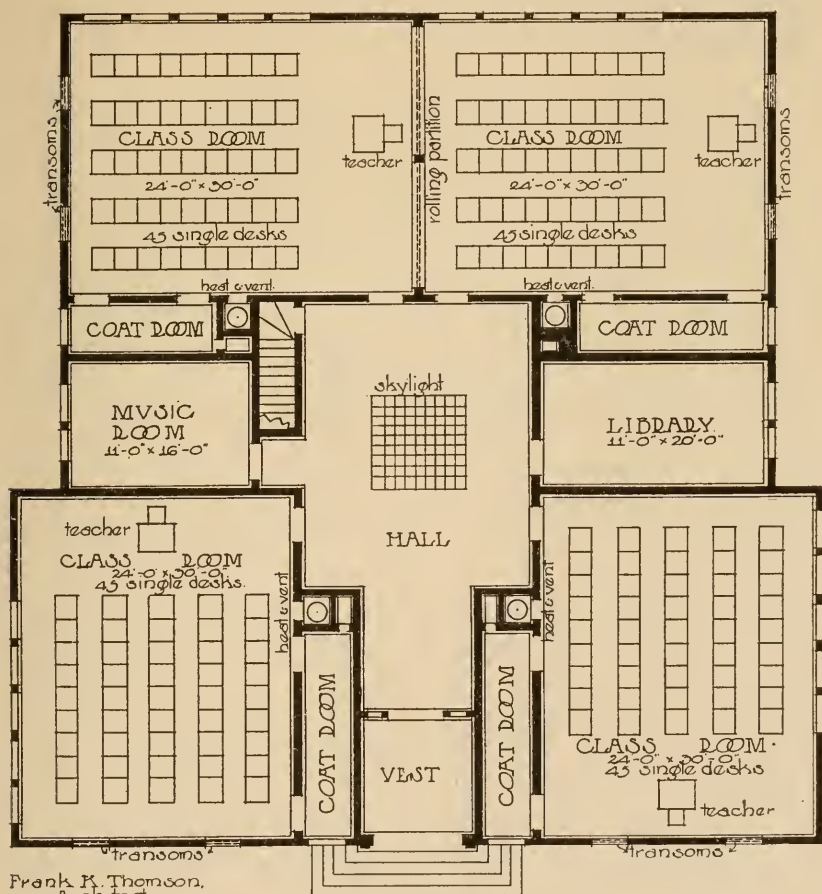 transoms
CLASS ROOM
24'-0" x 30'-0"
45 single desks
teacher
heat & vent.
rolling partition
CLASS ROOM
24'-0" x 30'-0"
45 single desks
teacher
heat & vent.
transoms
COAT ROOM
COAT ROOM
MVSIC
ROOM
11'-0" x 16'-0"
skylight
LIBRARY.
11'-0" x 20'-0"
HALL
teacher
CLASS ROOM
24'-0" x 30'-0"
45 single desks.
heat & vent
COAT ROOM
VEST
COAT ROOM
heat & vent
CLASS ROOM.
24'-0" x 30'-0"
45 single desks
teacher
transoms
transoms
Frank K. Thomson,